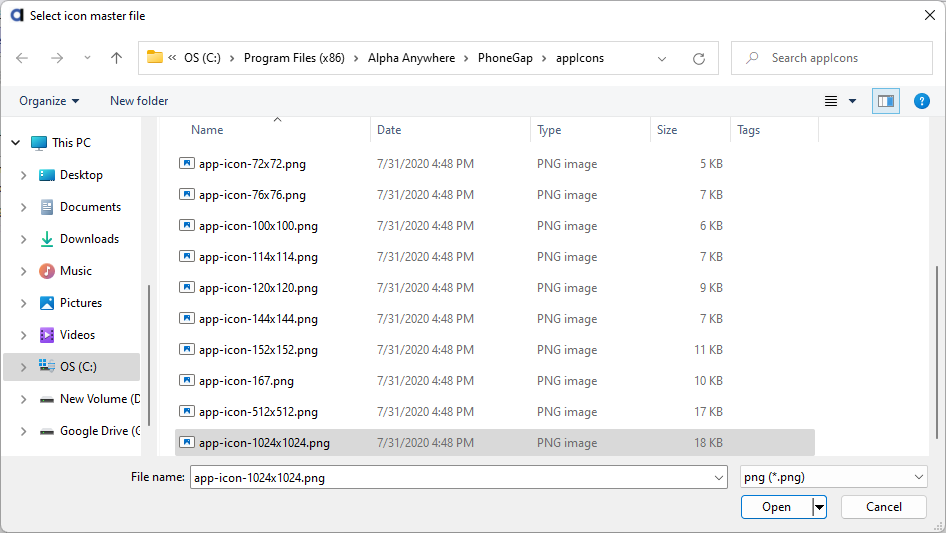 Select icon master file
« OS (C:) › Program Files (x86) › Alpha Anywhere › PhoneGap › appIcons
Search appIcons
Organize New folder
Name Date Type Size Tags
This PC
Desktop
Documents
Downloads
Music
Pictures
Videos
OS (C:)
New Volume (D
Google Drive (G
app-icon-72x72.png 7/31/2020 4:48 PM PNG image 5 KB
app-icon-76x76.png 7/31/2020 4:48 PM PNG image 7 KB
app-icon-100x100.png 7/31/2020 4:48 PM PNG image 6 KB
app-icon-114x114.png 7/31/2020 4:48 PM PNG image 7 KB
app-icon-120x120.png 7/31/2020 4:48 PM PNG image 9 KB
app-icon-144x144.png 7/31/2020 4:48 PM PNG image 7 KB
app-icon-152x152.png 7/31/2020 4:48 PM PNG image 11 KB
app-icon-167.png 7/31/2020 4:48 PM PNG image 10 KB
app-icon-512x512.png 7/31/2020 4:48 PM PNG image 17 KB
app-icon-1024x1024.png 7/31/2020 4:48 PM PNG image 18 KB
File name: app-icon-1024x1024.png png (*.png)
Open Cancel